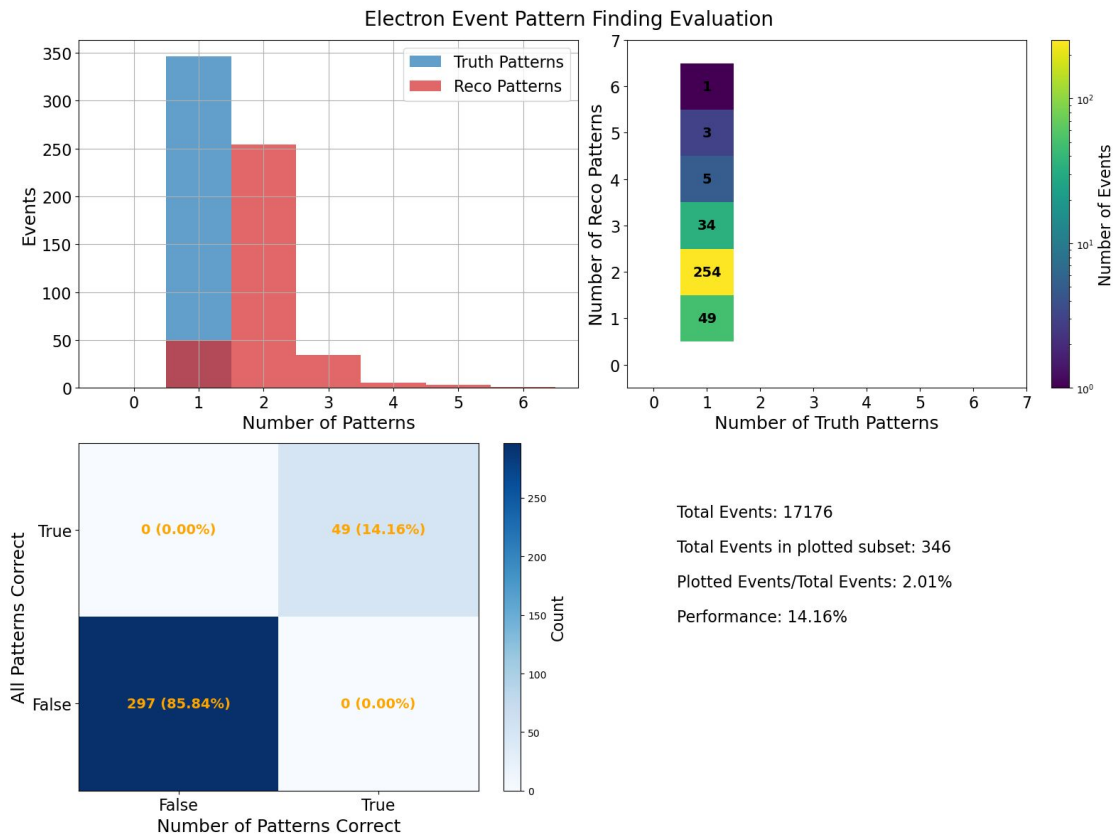 Electron Event Pattern Finding Evaluation
350
300
250
200
150
100
50
0
Events
0 1 2 3 4 5 6
Number of Patterns
Truth Patterns
Reco Patterns
7
6
5
4
3
2
1
0
Number of Reco Patterns
1
3
5
34
254
49
0 1 2 3 4 5 6 7
Number of Truth Patterns
10²
10¹
10⁰
Number of Events
All Patterns Correct
True
False
0 (0.00%) 49 (14.16%)
297 (85.84%) 0 (0.00%)
False True
Number of Patterns Correct
250
200
150
100
50
0
Count
Total Events: 17176
Total Events in plotted subset: 346
Plotted Events/Total Events: 2.01%
Performance: 14.16%